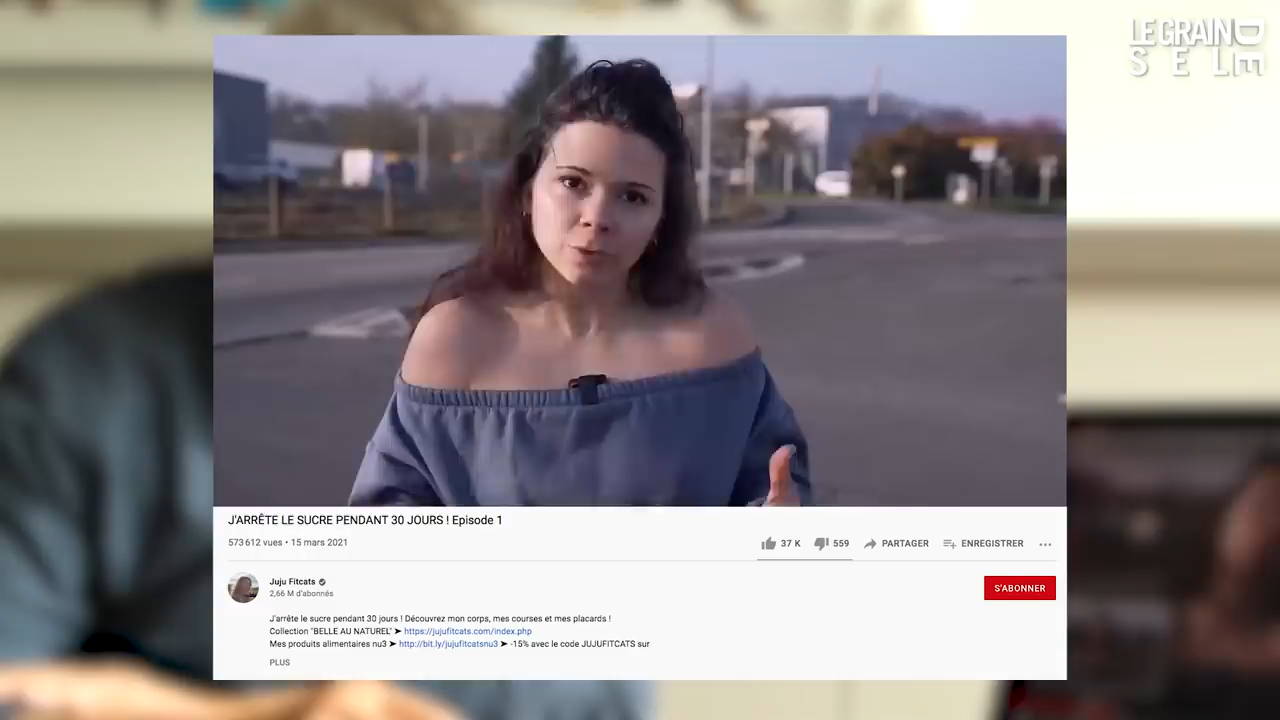 LE GRAIN DE
SEL
J'ARRÊTE LE SUCRE PENDANT 30 JOURS ! Episode 1
573 612 vues • 15 mars 2021
37 K
559
PARTAGER
ENREGISTRER
Juju Fitcats
2,66 M d'abonnés
S'ABONNER
J'arrête le sucre pendant 30 jours ! Découvrez mon corps, mes courses et mes placards !
Collection "BELLE AU NATUREL" ➤ https://jujufitcats.com/index.php
Mes produits alimentaires nu3 ➤ http://bit.ly/jujufitcatsnu3 ➤ -15% avec le code JUJUFITCATS sur
PLUS